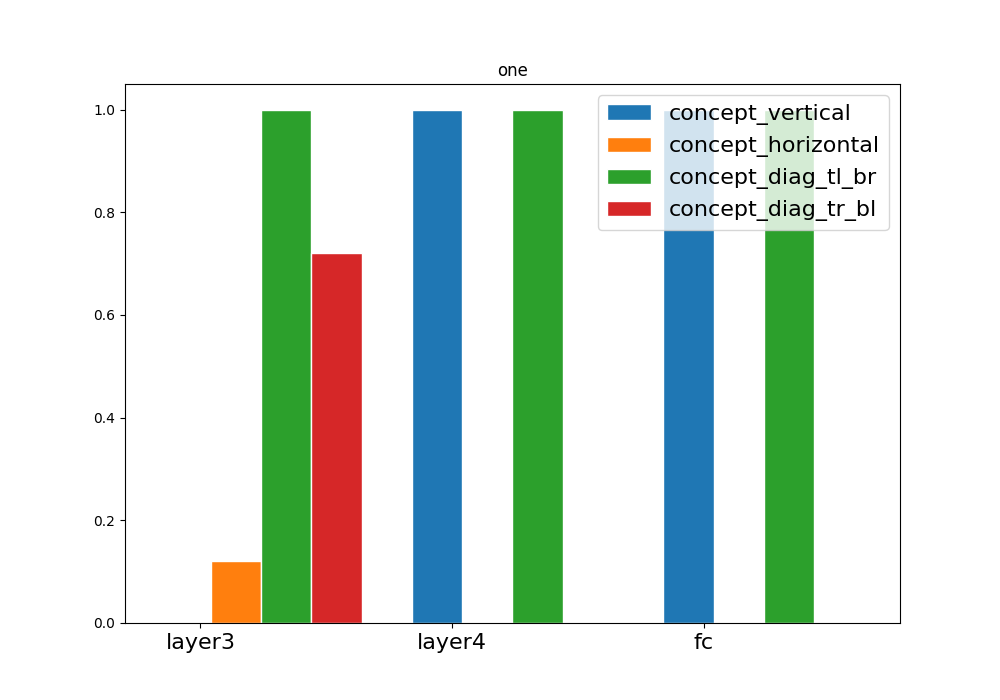 one
1.0
0.8
0.6
0.4
0.2
0.0
concept_vertical
concept_horizontal
concept_diag_tl_br
concept_diag_tr_bl
layer3 layer4 fc